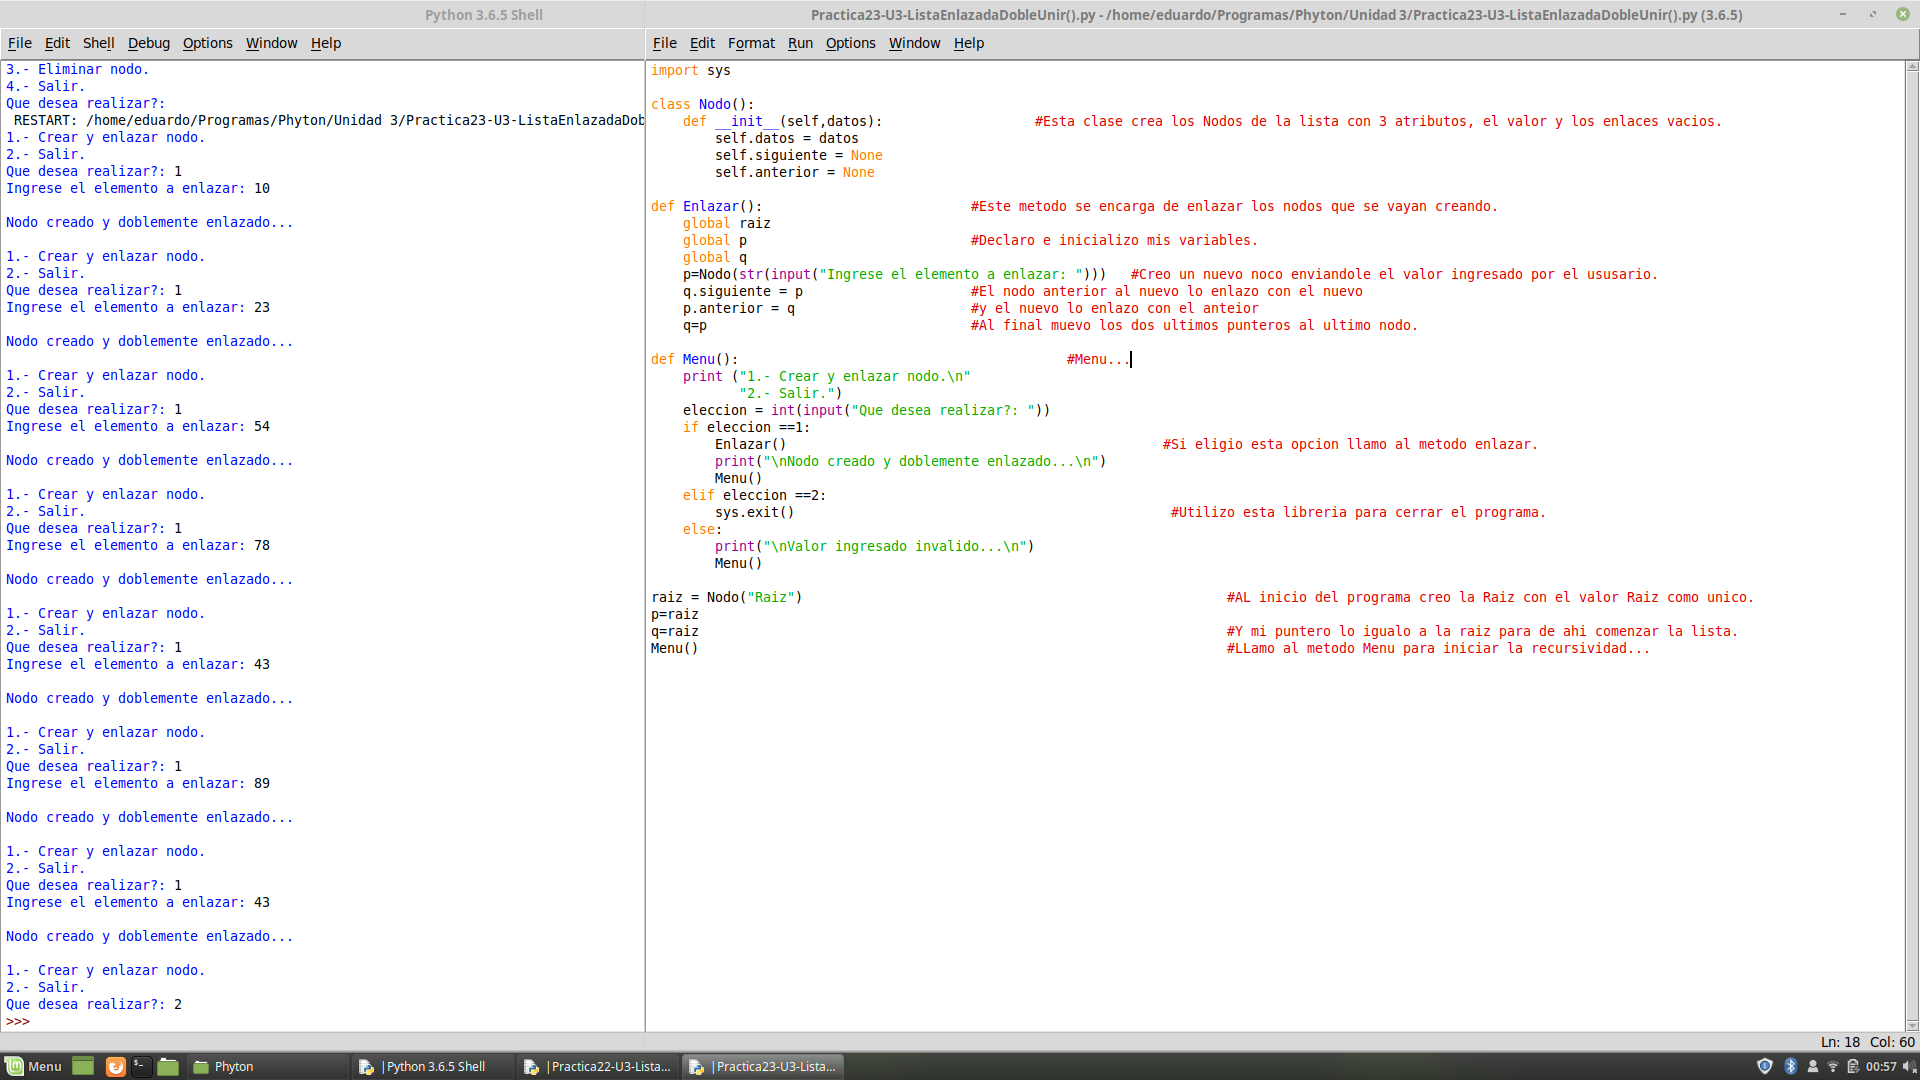 Python 3.6.5 Shell
File Edit Shell Debug Options Window Help
3.- Eliminar nodo.
4.- Salir.
Que desea realizar?:
RESTART: /home/eduardo/Programas/Phyton/Unidad 3/Practica23-U3-ListaEnlazadaDob
1.- Crear y enlazar nodo.
2.- Salir.
Que desea realizar?: 1
Ingrese el elemento a enlazar: 10
Nodo creado y doblemente enlazado...
1.- Crear y enlazar nodo.
2.- Salir.
Que desea realizar?: 1
Ingrese el elemento a enlazar: 23
Nodo creado y doblemente enlazado...
1.- Crear y enlazar nodo.
2.- Salir.
Que desea realizar?: 1
Ingrese el elemento a enlazar: 54
Nodo creado y doblemente enlazado...
1.- Crear y enlazar nodo.
2.- Salir.
Que desea realizar?: 1
Ingrese el elemento a enlazar: 78
Nodo creado y doblemente enlazado...
1.- Crear y enlazar nodo.
2.- Salir.
Que desea realizar?: 1
Ingrese el elemento a enlazar: 43
Nodo creado y doblemente enlazado...
1.- Crear y enlazar nodo.
2.- Salir.
Que desea realizar?: 1
Ingrese el elemento a enlazar: 89
Nodo creado y doblemente enlazado...
1.- Crear y enlazar nodo.
2.- Salir.
Que desea realizar?: 1
Ingrese el elemento a enlazar: 43
Nodo creado y doblemente enlazado...
1.- Crear y enlazar nodo.
2.- Salir.
Que desea realizar?: 2
>>>
Practica23-U3-ListaEnlazadaDobleUnir().py - /home/eduardo/Programas/Phyton/Unidad 3/Practica23-U3-ListaEnlazadaDobleUnir().py (3.6.5)
File Edit Format Run Options Window Help
import sys
class Nodo():
    def __init__(self,datos): #Esta clase crea los Nodos de la lista con 3 atributos, el valor y los enlaces vacios.
        self.datos = datos
        self.siguiente = None
        self.anterior = None
def Enlazar(): #Este metodo se encarga de enlazar los nodos que se vayan creando.
    global raiz
    global p #Declaro e inicializo mis variables.
    global q
    p=Nodo(str(input("Ingrese el elemento a enlazar: "))) #Creo un nuevo noco enviandole el valor ingresado por el ususario.
    q.siguiente = p #El nodo anterior al nuevo lo enlazo con el nuevo
    p.anterior = q #y el nuevo lo enlazo con el anteior
    q=p #Al final muevo los dos ultimos punteros al ultimo nodo.
def Menu(): #Menu...
    print ("1.- Crear y enlazar nodo.\n"
           "2.- Salir.")
    eleccion = int(input("Que desea realizar?: "))
    if eleccion ==1:
        Enlazar() #Si eligio esta opcion llamo al metodo enlazar.
        print("\nNodo creado y doblemente enlazado...\n")
        Menu()
    elif eleccion ==2:
        sys.exit() #Utilizo esta libreria para cerrar el programa.
    else:
        print("\nValor ingresado invalido...\n")
        Menu()
raiz = Nodo("Raiz") #AL inicio del programa creo la Raiz con el valor Raiz como unico.
p=raiz
q=raiz #Y mi puntero lo igualo a la raiz para de ahi comenzar la lista.
Menu() #LLamo al metodo Menu para iniciar la recursividad...
Ln: 18 Col: 60
Menu Phyton |Python 3.6.5 Shell |Practica22-U3-Lista... |Practica23-U3-Lista... 00:57